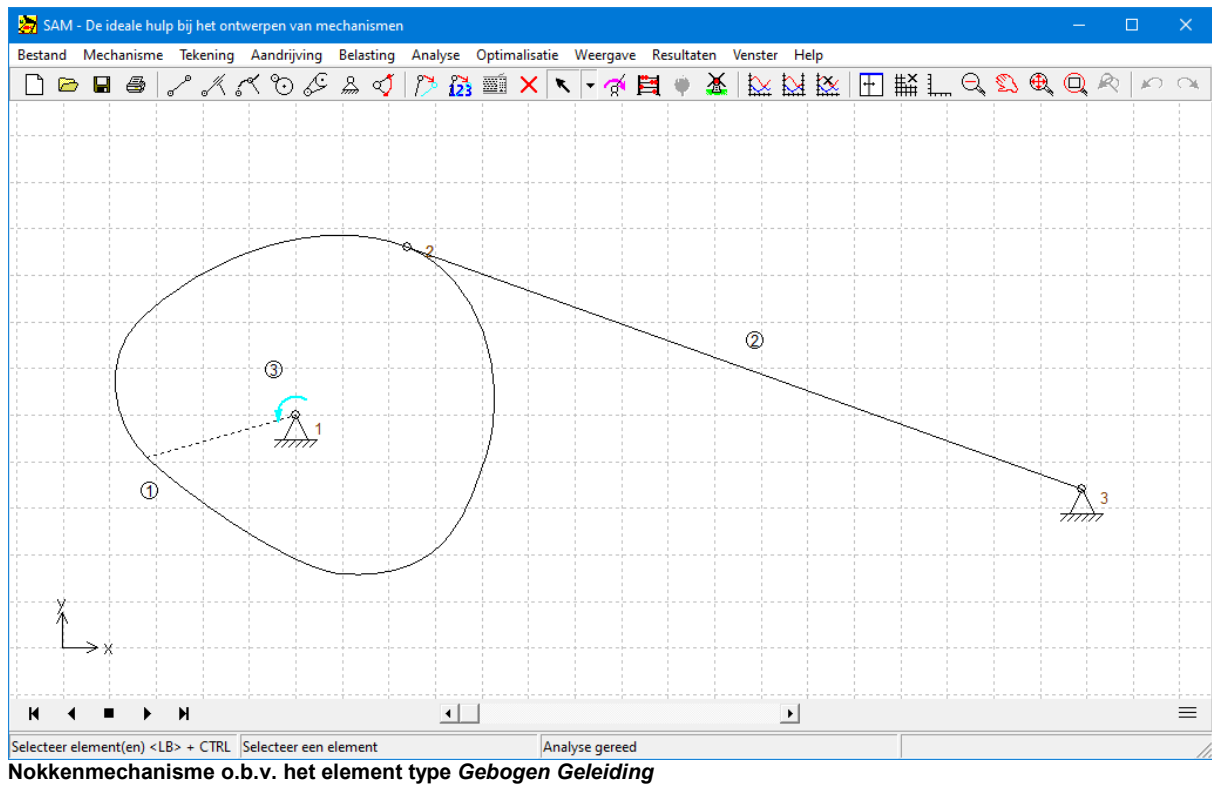 SAM - De ideale hulp bij het ontwerpen van mechanismen
Bestand Mechanisme Tekening Aandrijving Belasting Analyse Optimalisatie Weergave Resultaten Venster Help
123
2
2
3
1
1
3
y
x
Selecteer element(en) <LB> + CTRL Selecteer een element Analyse gereed
Nokkenmechanisme o.b.v. het element type Gebogen Geleiding